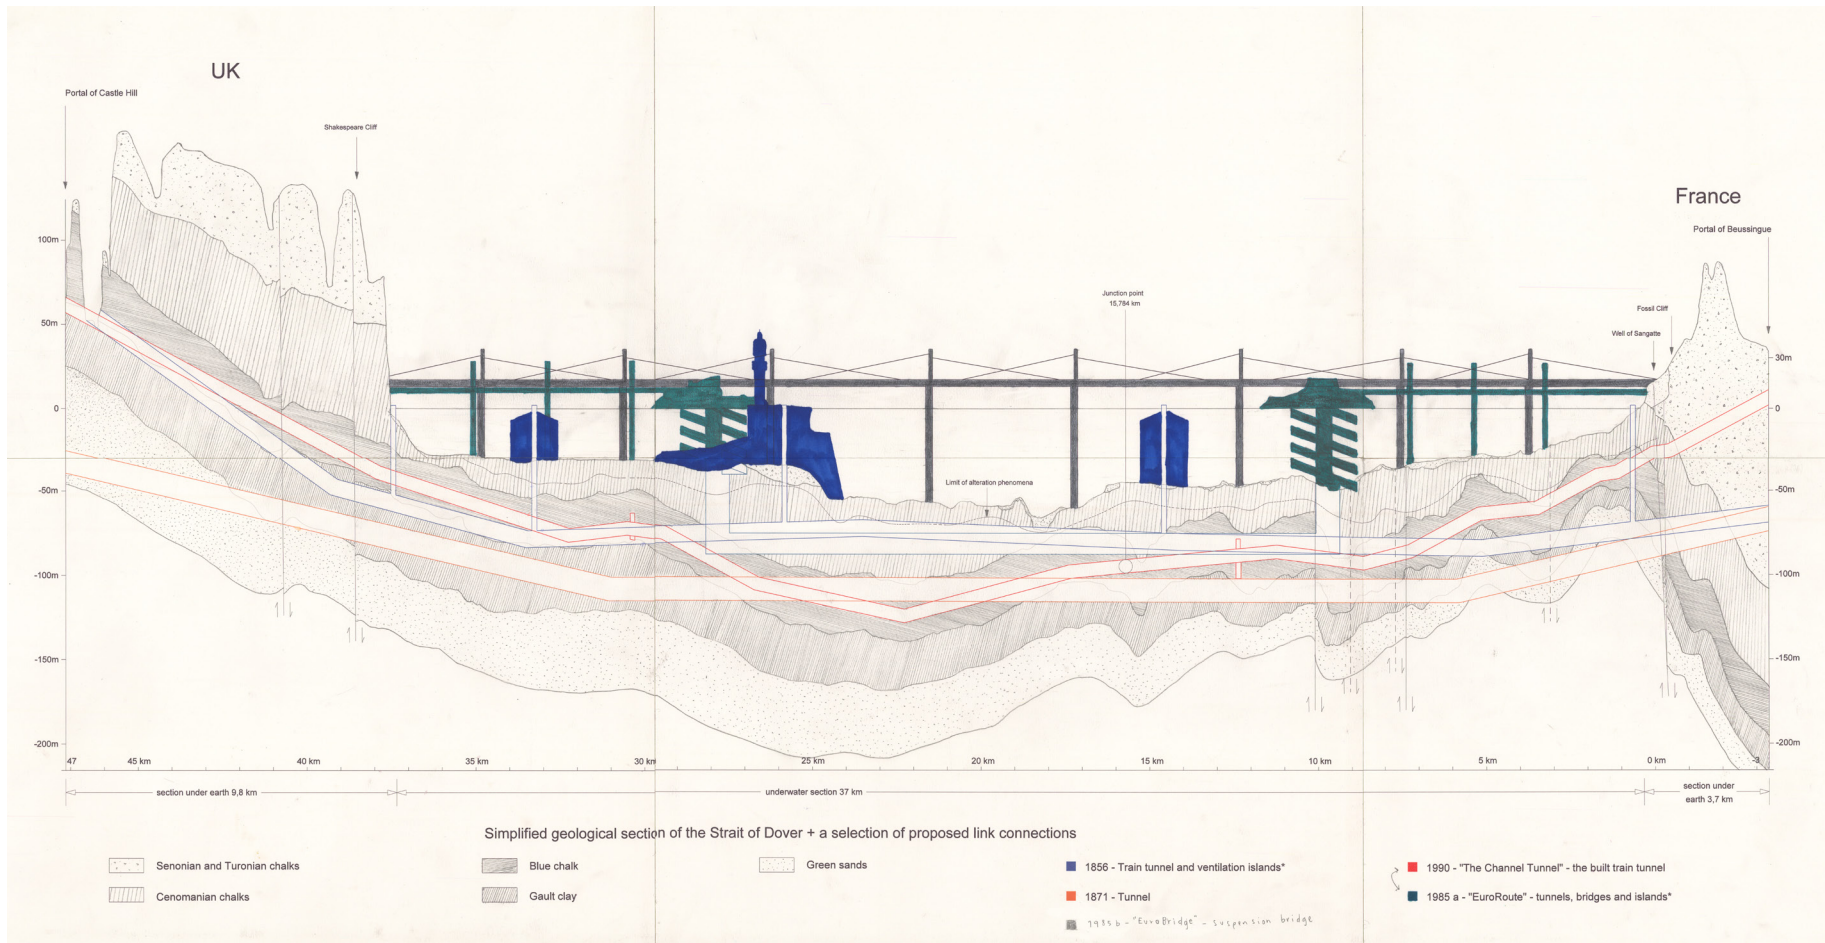 UK
Portal of Castle Hill
Shakespeare Cliff
France
Portal of Beussingue
Junction point
15,784 km
Fossil Cliff
Well of Sangatte
Limit of alteration phenomena
100m
50m
0
-50m
-100m
-150m
-200m
30m
0
-50m
-100m
-150m
-200m
47
45 km
40 km
35 km
30 km
25 km
20 km
15 km
10 km
5 km
0 km
-3
section under earth 9,8 km
underwater section 37 km
section under
earth 3,7 km
Simplified geological section of the Strait of Dover + a selection of proposed link connections
Senonian and Turonian chalks
Cenomanian chalks
Blue chalk
Gault clay
Green sands
1856 - Train tunnel and ventilation islands*
1871 - Tunnel
1985 b - "EuroBridge" - suspension bridge
1990 - "The Channel Tunnel" - the built train tunnel
1985 a - "EuroRoute" - tunnels, bridges and islands*